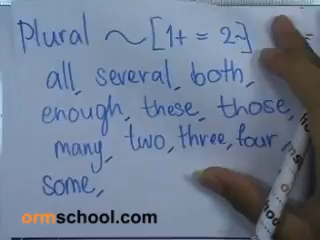 Plural ~ [1+ = 2~]
all, several, both,
enough, these, those,
many, two, three, four
some,
ormschool.com